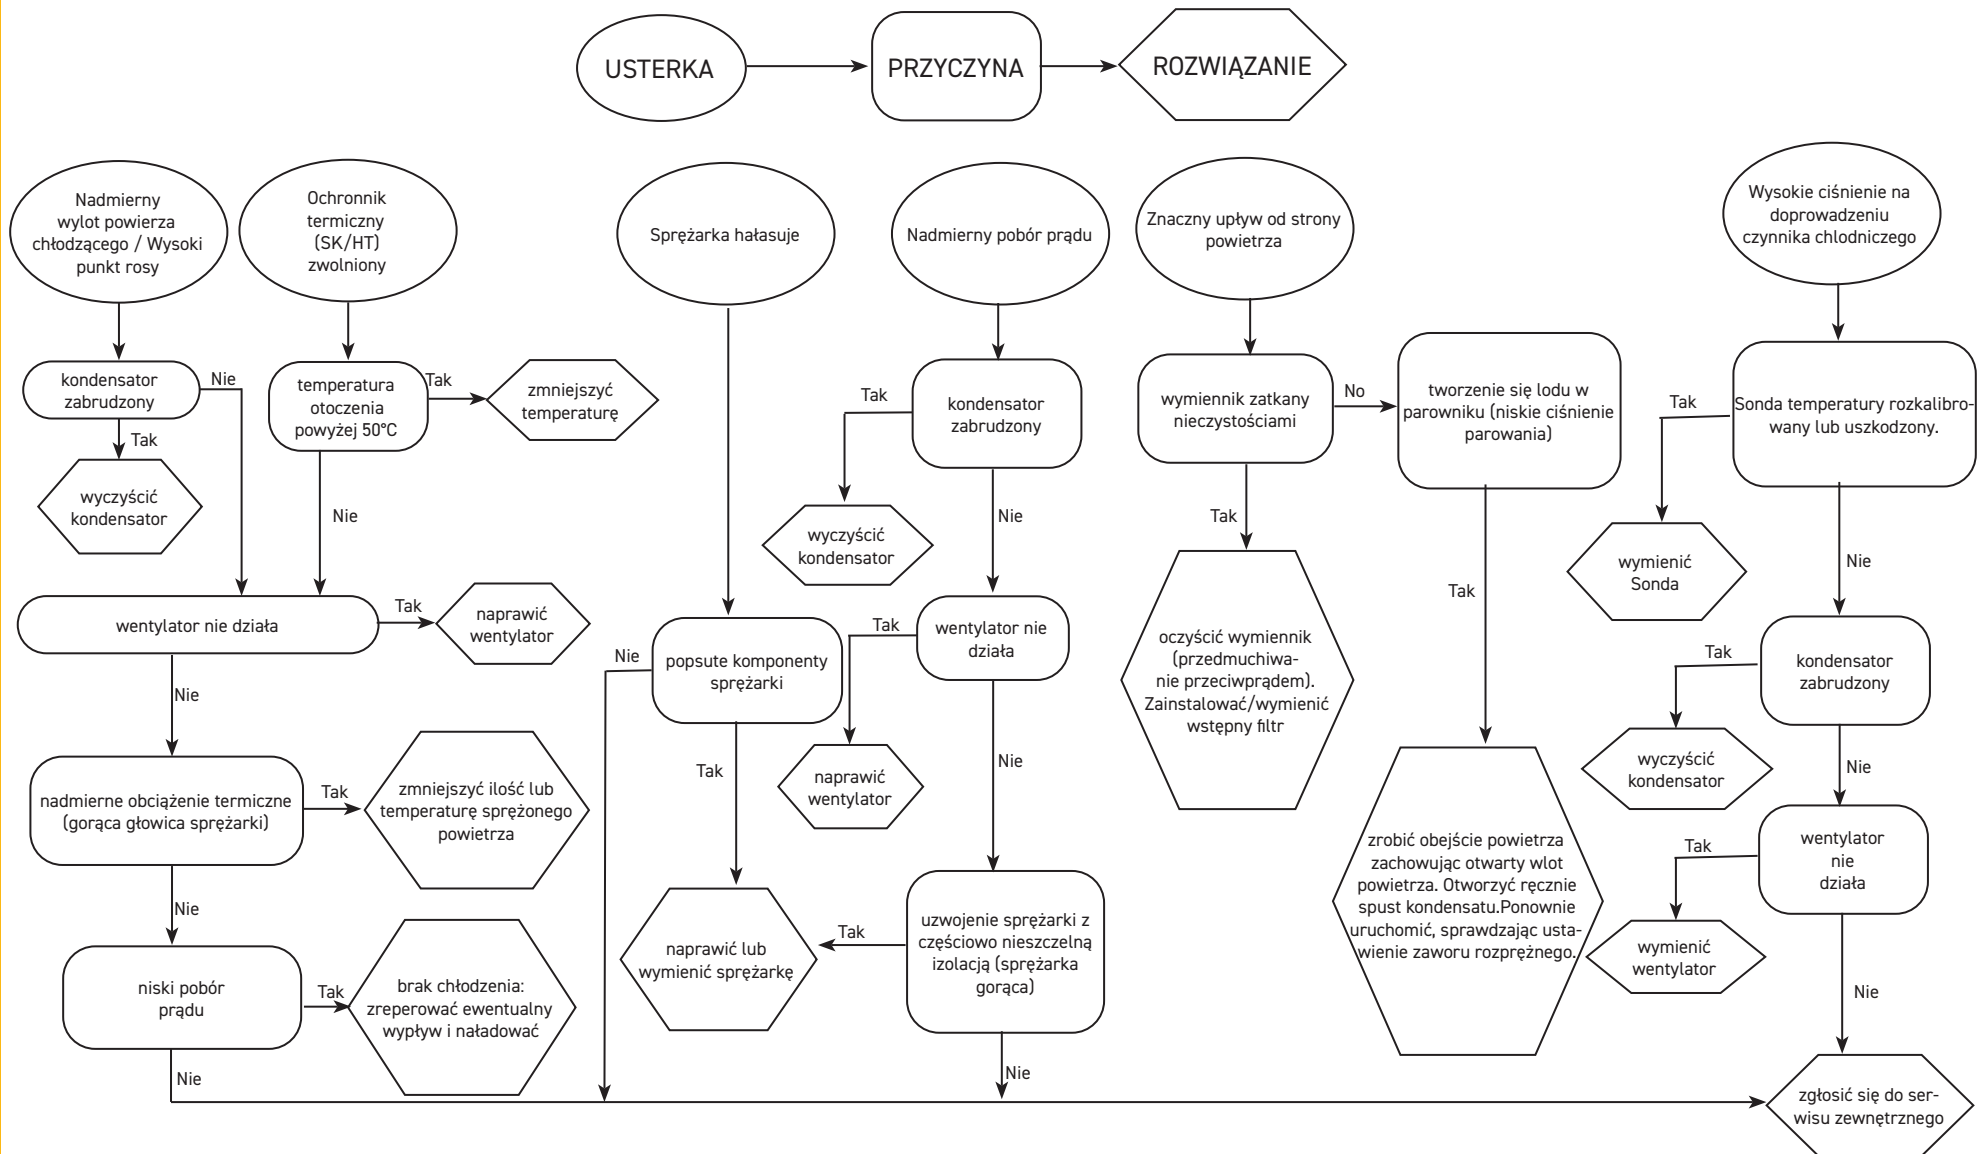 USTERKA
PRZYCZYNA
ROZWIĄZANIE
Nadmierny
wylot powierza
chłodzącego / Wysoki
punkt rosy
kondensator
zabrudzony
Nie
Tak
wyczyścić
kondensator
Ochronnik
termiczny
(SK/HT)
zwolniony
temperatura
otoczenia
powyżej 50°C
Tak
zmniejszyć
temperaturę
Nie
wentylator nie działa
Tak
naprawić
wentylator
Nie
nadmierne obciążenie termiczne
(gorąca głowica sprężarki)
Tak
zmniejszyć ilość lub
temperaturę sprężonego
powietrza
Nie
niski pobór
prądu
Tak
brak chłodzenia:
zreperować ewentualny
wypływ i naładować
Nie
Sprężarka hałasuje
popsute komponenty
sprężarki
Nie
Tak
naprawić lub
wymienić sprężarkę
Nadmierny pobór prądu
kondensator
zabrudzony
Tak
wyczyścić
kondensator
Nie
wentylator nie
działa
Tak
naprawić
wentylator
Nie
uzwojenie sprężarki z
częściowo nieszczelną
izolacją (sprężarka
gorąca)
Tak
Nie
Znaczny upływ od strony
powietrza
wymiennik zatkany
nieczystościami
No
Tak
oczyścić wymiennik
(przedmuchiwa-
nie przeciwprądem).
Zainstalować/wymienić
wstępny filtr
tworzenie się lodu w
parowniku (niskie ciśnienie
parowania)
Tak
zrobić obejście powietrza
zachowując otwarty wlot
powietrza. Otworzyć ręcznie
spust kondensatu.Ponownie
uruchomić, sprawdzając usta-
wienie zaworu rozprężnego.
Wysokie ciśnienie na
doprowadzeniu
czynnika chlodniczego
Sonda temperatury rozkalibro-
wany lub uszkodzony.
Tak
wymienić
Sonda
Nie
kondensator
zabrudzony
Tak
wyczyścić
kondensator
Nie
wentylator
nie
działa
Tak
wymienić
wentylator
Nie
zgłosić się do ser-
wisu zewnętrznego